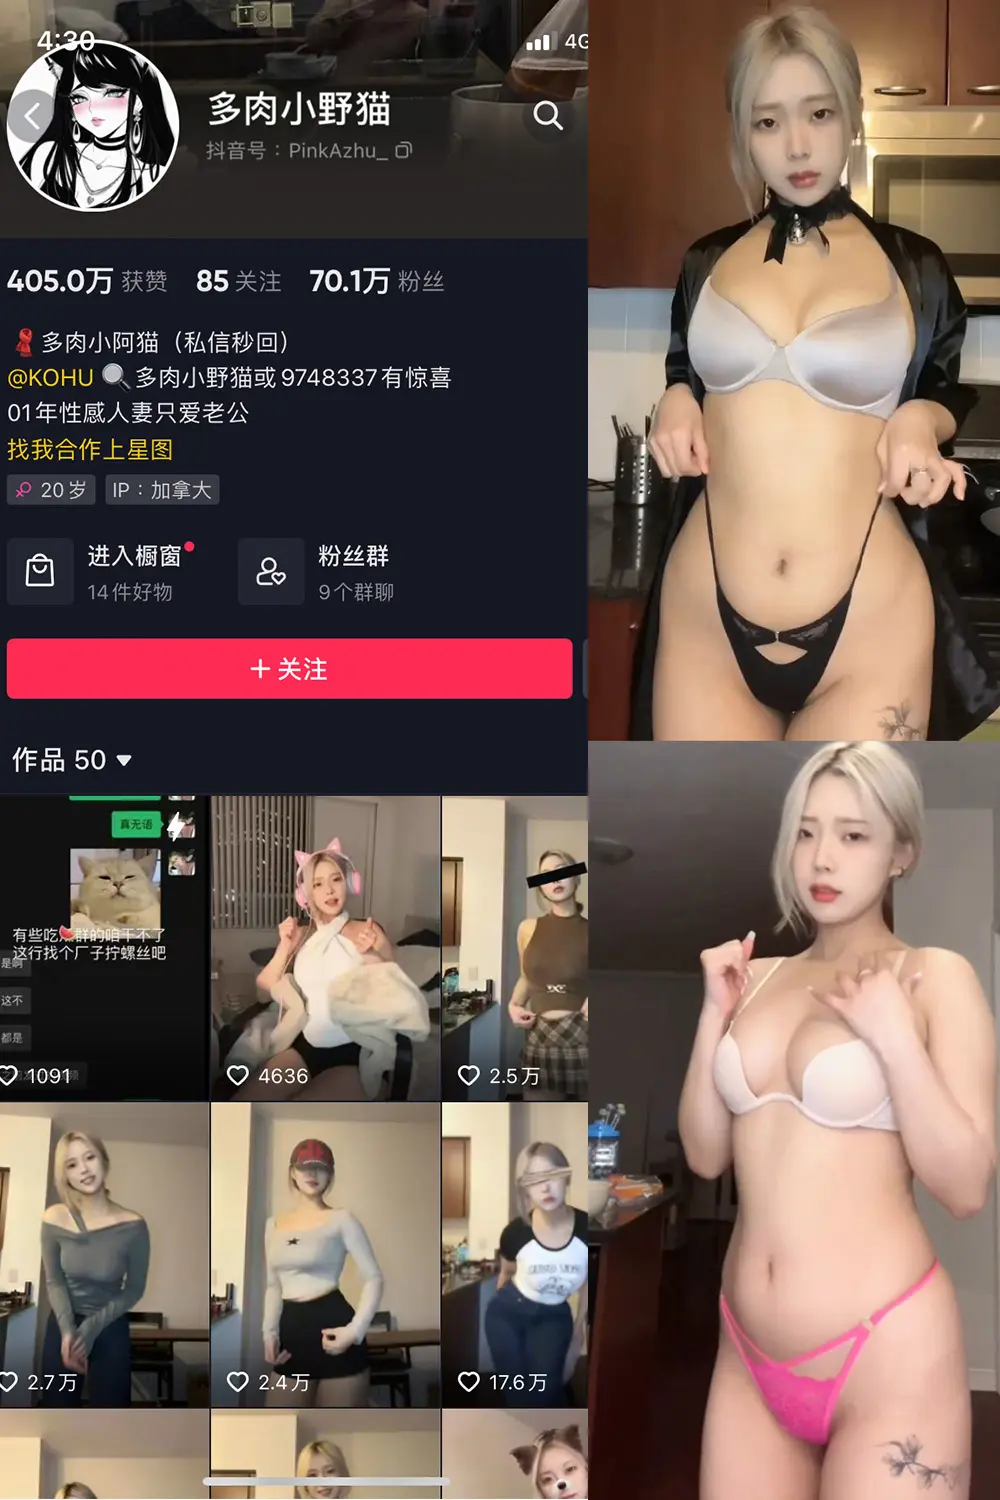 4:30
4G
多肉小野猫
抖音号：PinkAzhu_
405.0万 获赞 85 关注 70.1万 粉丝
多肉小阿猫（私信秒回）
@KOHU 多肉小野猫或9748337有惊喜
01年性感人妻只爱老公
找我合作上星图
20岁 IP：加拿大
进入橱窗
14件好物
粉丝群
9个群聊
+关注
作品 50
真无语
有些吃群的咱干不了
这行找个厂子拧螺丝吧
是啊
这不
都是
1091
4636
2.5万
2.7万
2.4万
17.6万